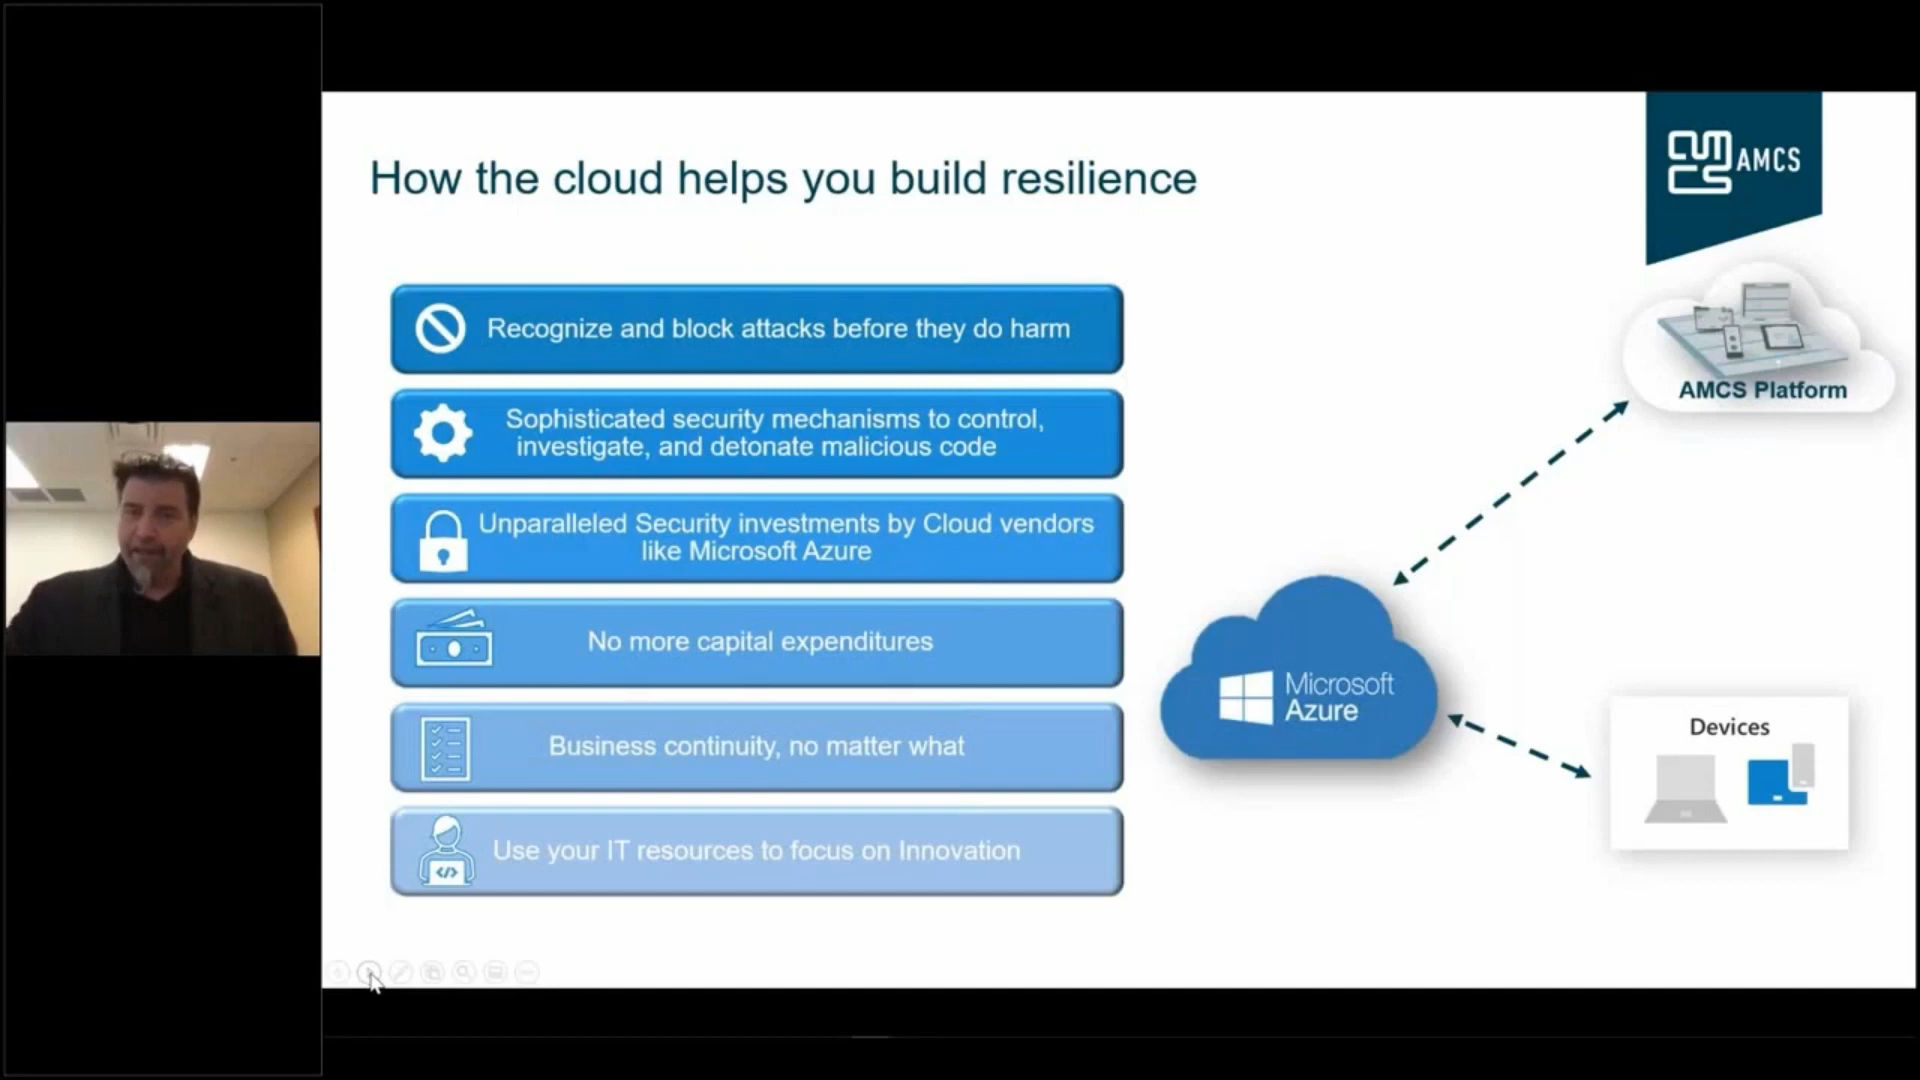 How the cloud helps you build resilience
AMCS
Recognize and block attacks before they do harm
Sophisticated security mechanisms to control,
investigate, and detonate malicious code
Unparalleled Security investments by Cloud vendors
like Microsoft Azure
No more capital expenditures
Business continuity, no matter what
Use your IT resources to focus on Innovation
AMCS Platform
Microsoft
Azure
Devices